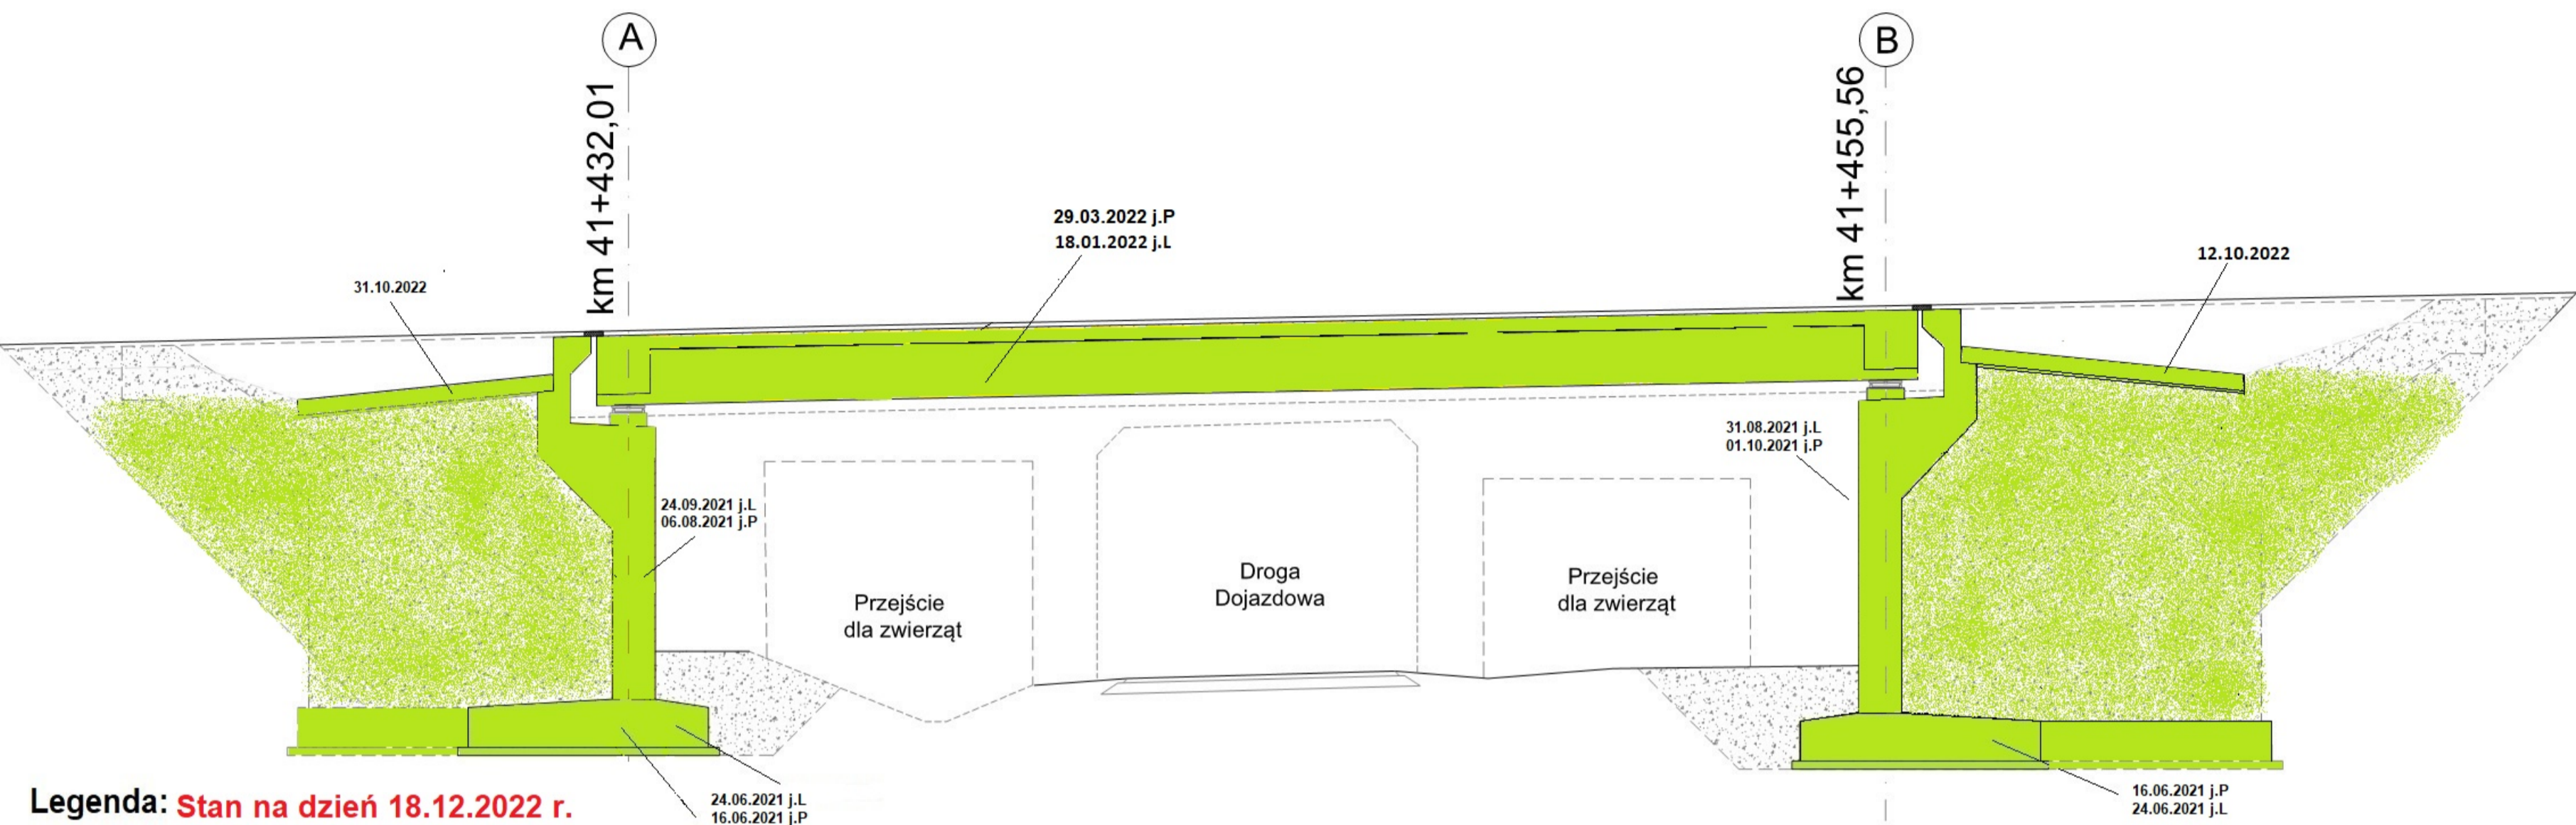 A
B
km 41+432,01
km 41+455,56
29.03.2022 j.P
18.01.2022 j.L
12.10.2022
31.10.2022
31.08.2021 j.L
01.10.2021 j.P
24.09.2021 j.L
06.08.2021 j.P
Przejście
dla zwierząt
Droga
Dojazdowa
Przejście
dla zwierząt
24.06.2021 j.L
16.06.2021 j.P
16.06.2021 j.P
24.06.2021 j.L
Legenda: Stan na dzień 18.12.2022 r.